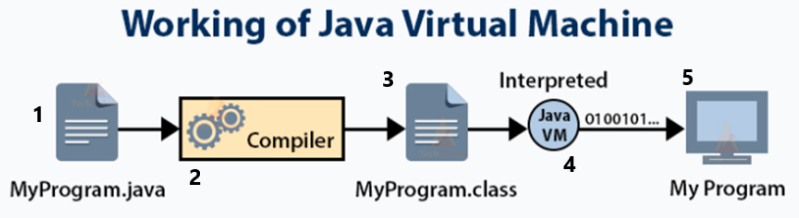 Working of Java Virtual Machine
1
2
Compiler
3
Interpreted
Java
VM
0100101...
4
5
MyProgram.java
MyProgram.class
My Program